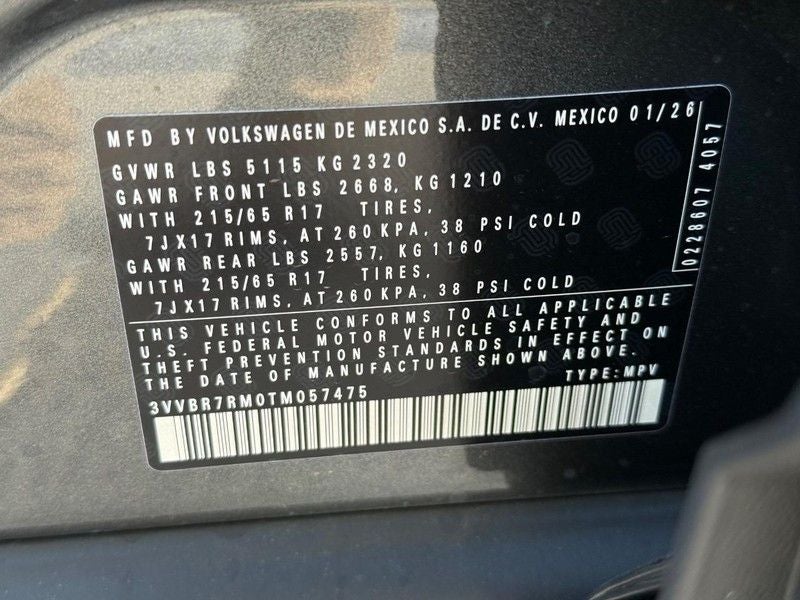 MFD BY VOLKSWAGEN DE MEXICO S.A. DE C.V. MEXICO 01/26
GVWR LBS 5115 KG 2320
GAWR FRONT LBS 2668, KG 1210
WITH 215/65 R17 TIRES,
7JX17 RIMS, AT 260 KPA, 38 PSI COLD
GAWR REAR LBS 2557, KG 1160
WITH 215/65 R17 TIRES,
7JX17 RIMS, AT 260 KPA, 38 PSI COLD
0228607 4057
THIS VEHICLE CONFORMS TO ALL APPLICABLE
U.S. FEDERAL MOTOR VEHICLE SAFETY AND
THEFT PREVENTION STANDARDS IN EFFECT ON
THE DATE OF MANUFACTURE SHOWN ABOVE.
TYPE:MPV
3VVBR7RM0TM057475